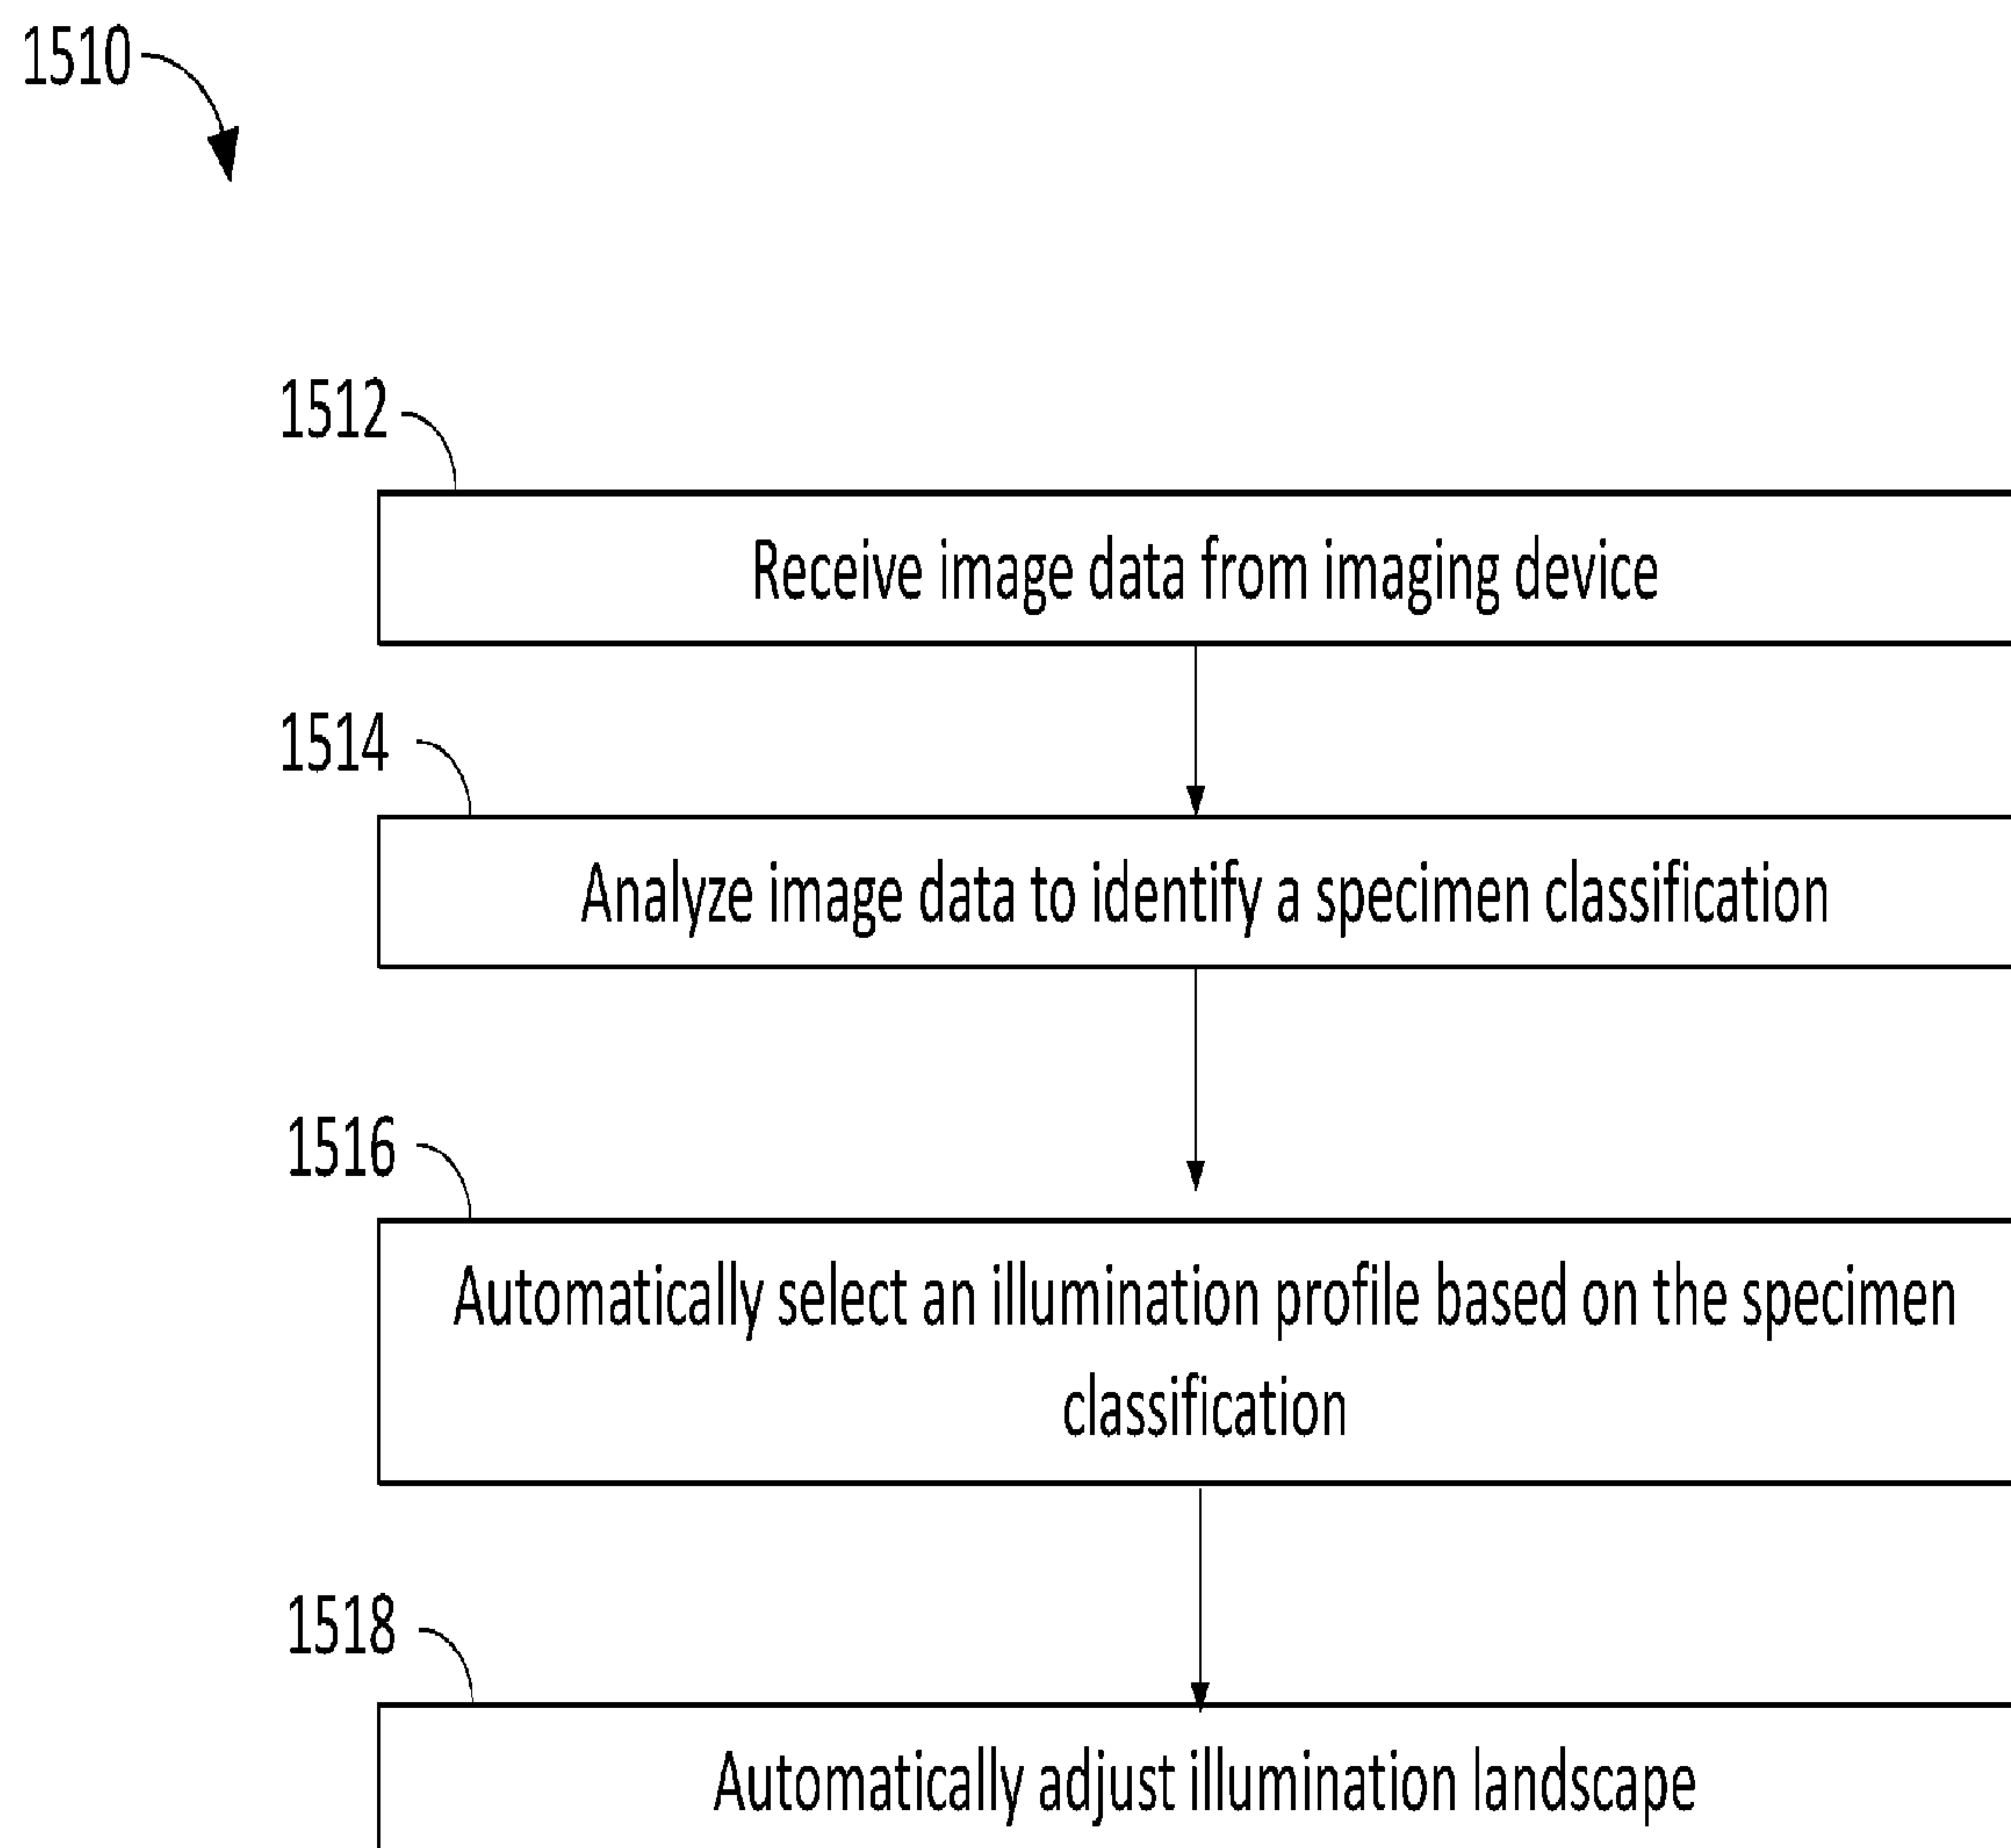 1510
1512
Receive image data from imaging device
1514
Analyze image data to identify a specimen classification
1516
Automatically select an illumination profile based on the specimen
classification
1518
Automatically adjust illumination landscape